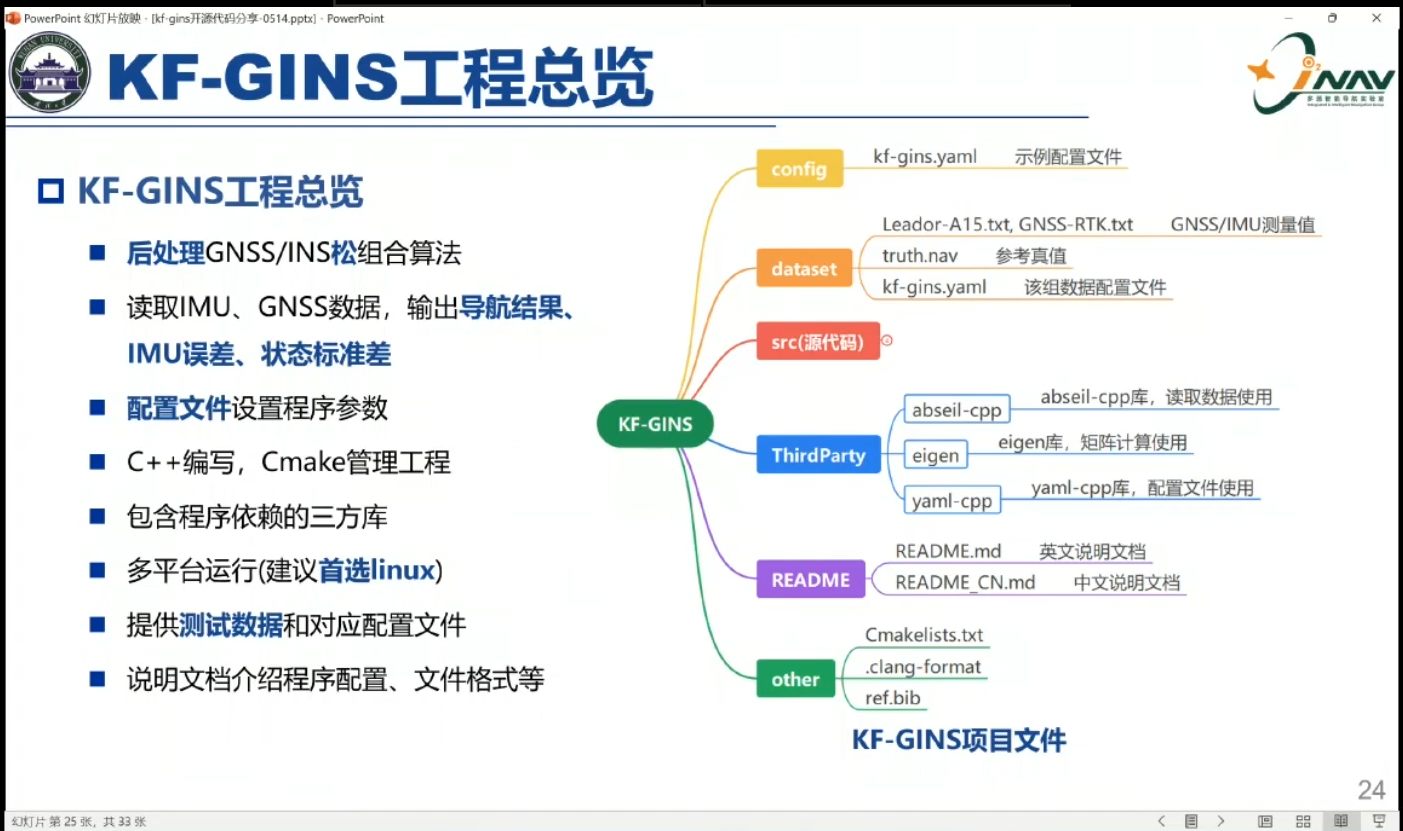 PowerPoint 幻灯片放映 - [kf-gins开源代码分享-0514.pptx] - PowerPoint
KF-GINS工程总览
i2NAV
KF-GINS工程总览
后处理GNSS/INS松组合算法
读取IMU、GNSS数据，输出导航结果、
IMU误差、状态标准差
配置文件设置程序参数
C++编写，Cmake管理工程
包含程序依赖的三方库
多平台运行(建议首选linux)
提供测试数据和对应配置文件
说明文档介绍程序配置、文件格式等
KF-GINS
config
kf-gins.yaml 示例配置文件
dataset
Leador-A15.txt, GNSS-RTK.txt GNSS/IMU测量值
truth.nav 参考真值
kf-gins.yaml 该组数据配置文件
src(源代码)
ThirdParty
abseil-cpp abseil-cpp库，读取数据使用
eigen eigen库，矩阵计算使用
yaml-cpp yaml-cpp库，配置文件使用
README
README.md 英文说明文档
README_CN.md 中文说明文档
other
Cmakelists.txt
.clang-format
ref.bib
KF-GINS项目文件
24
幻灯片 第 25 张，共 33 张